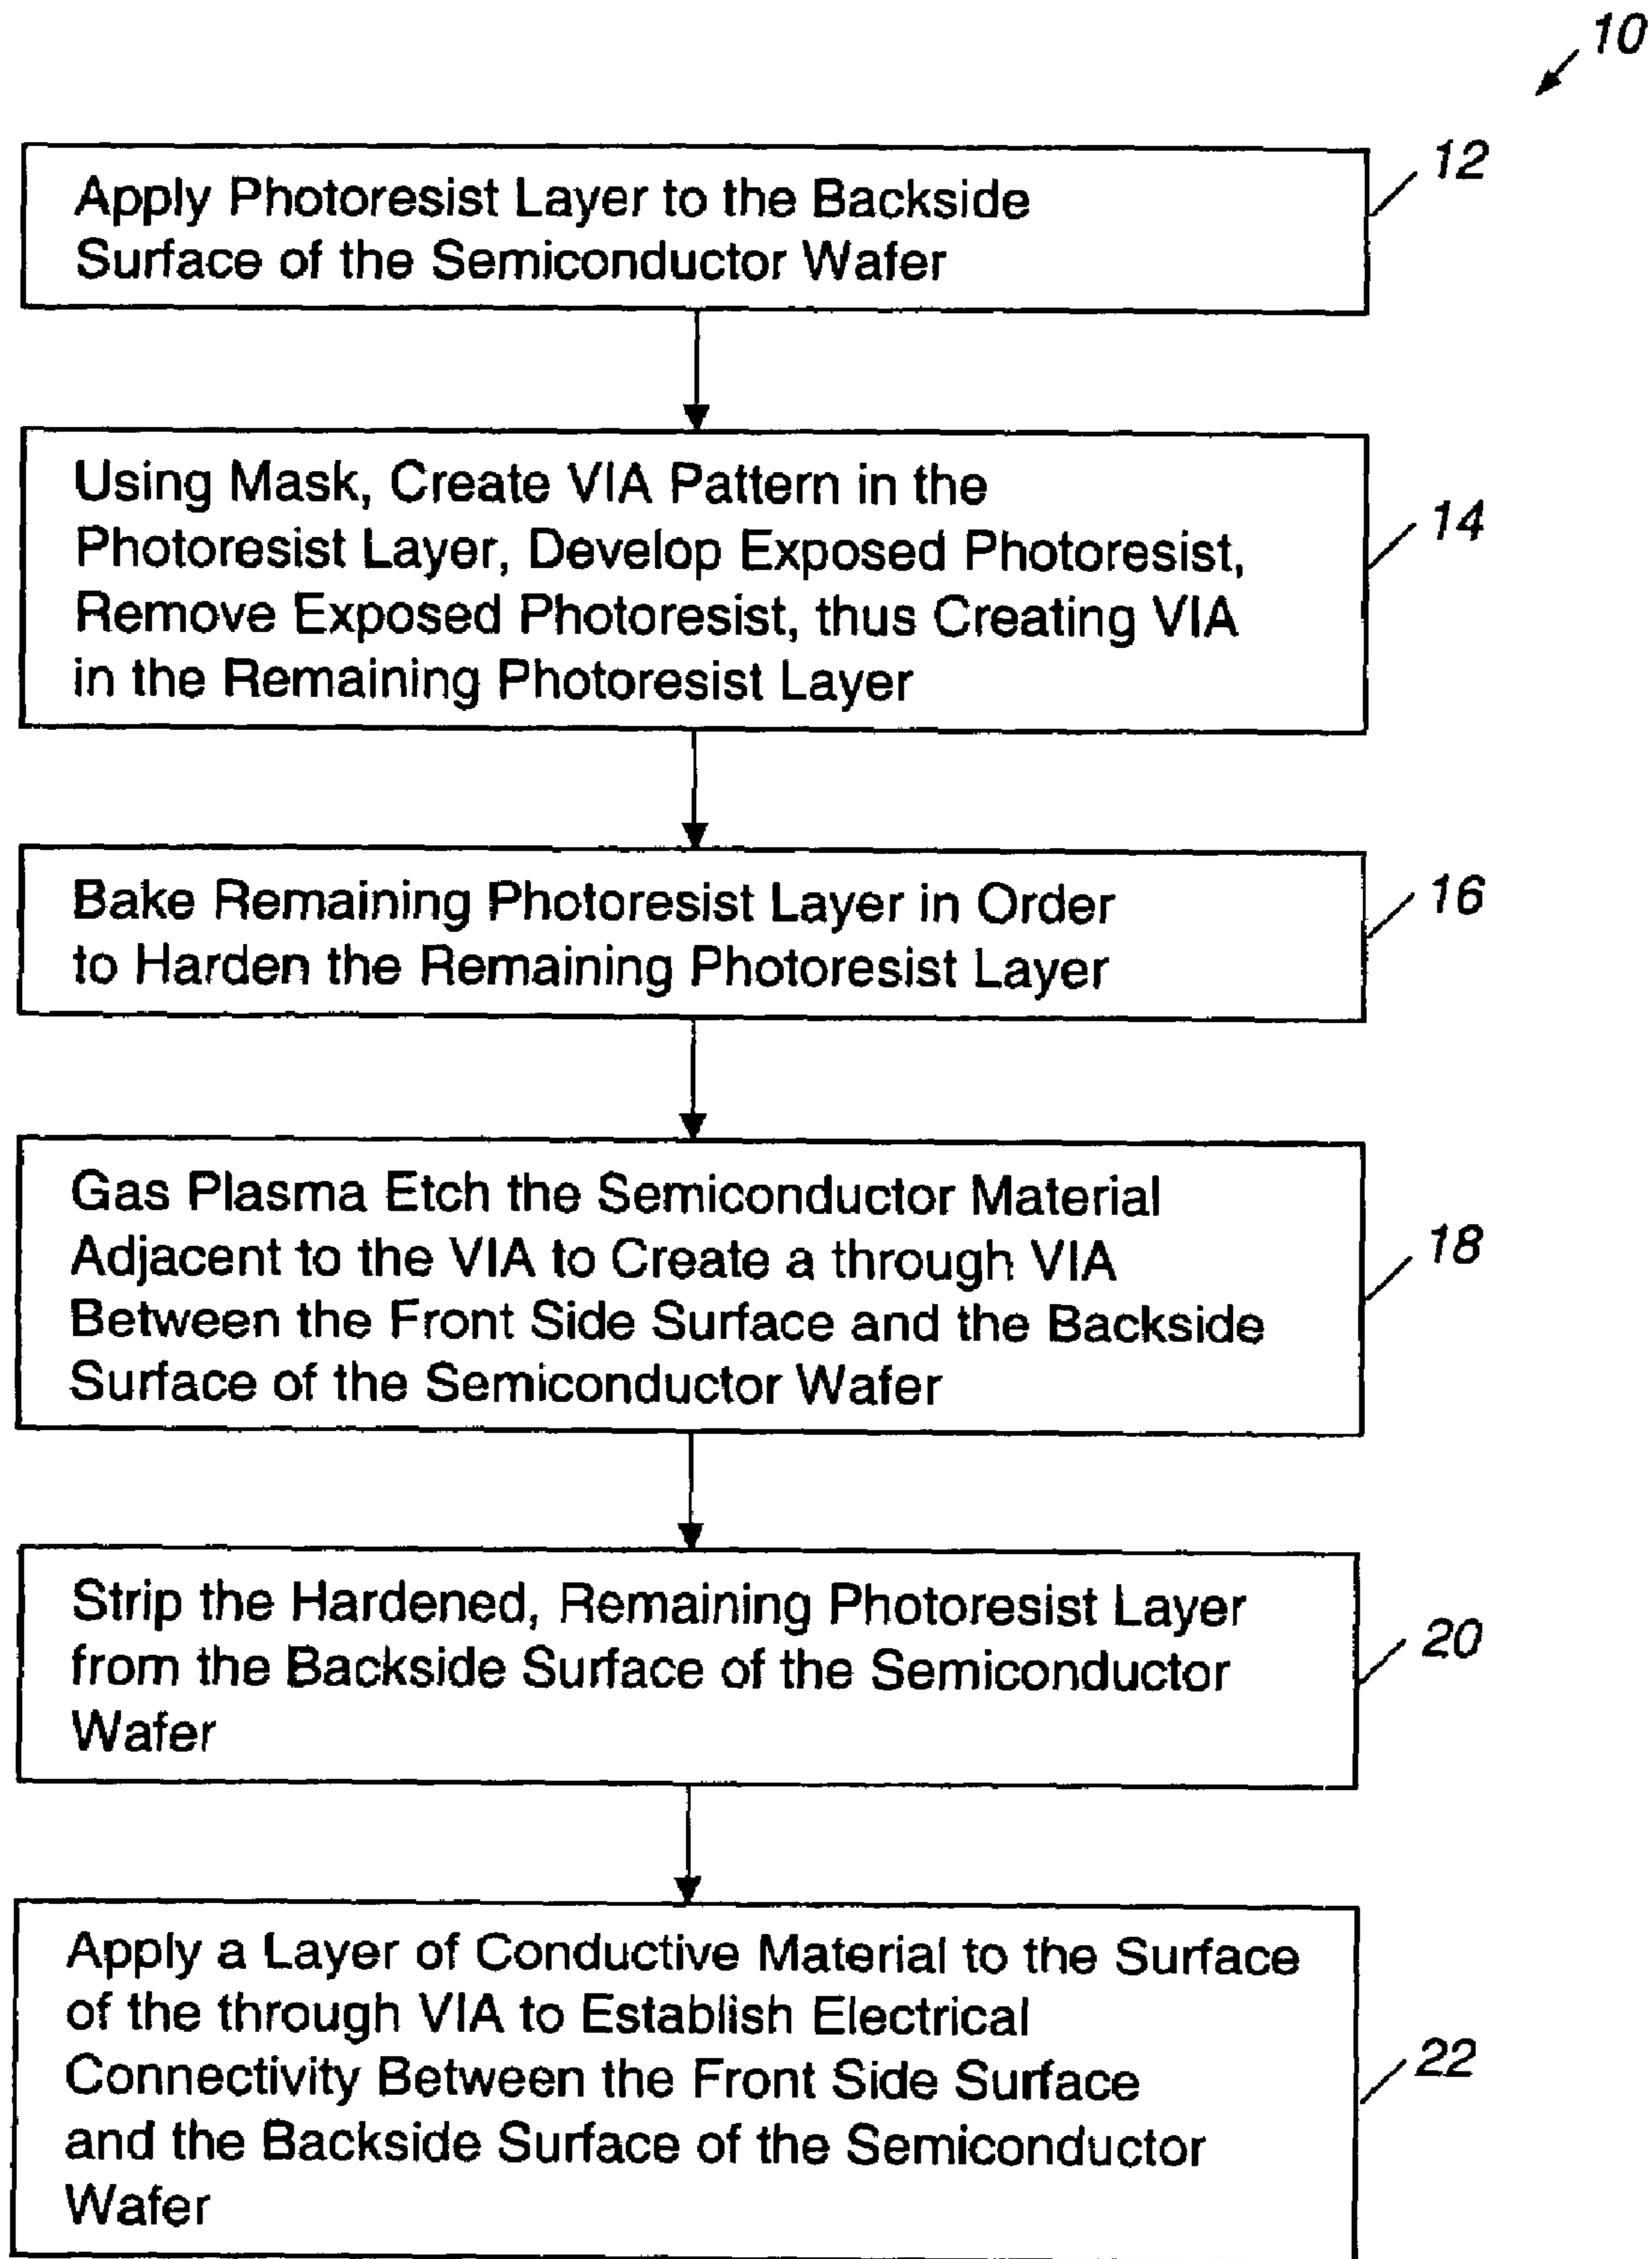 10
Apply Photoresist Layer to the Backside
Surface of the Semiconductor Wafer
12
Using Mask, Create VIA Pattern in the
Photoresist Layer, Develop Exposed Photoresist,
Remove Exposed Photoresist, thus Creating VIA
in the Remaining Photoresist Layer
14
Bake Remaining Photoresist Layer in Order
to Harden the Remaining Photoresist Layer
16
Gas Plasma Etch the Semiconductor Material
Adjacent to the VIA to Create a through VIA
Between the Front Side Surface and the Backside
Surface of the Semiconductor Wafer
18
Strip the Hardened, Remaining Photoresist Layer
from the Backside Surface of the Semiconductor
Wafer
20
Apply a Layer of Conductive Material to the Surface
of the through VIA to Establish Electrical
Connectivity Between the Front Side Surface
and the Backside Surface of the Semiconductor
Wafer
22